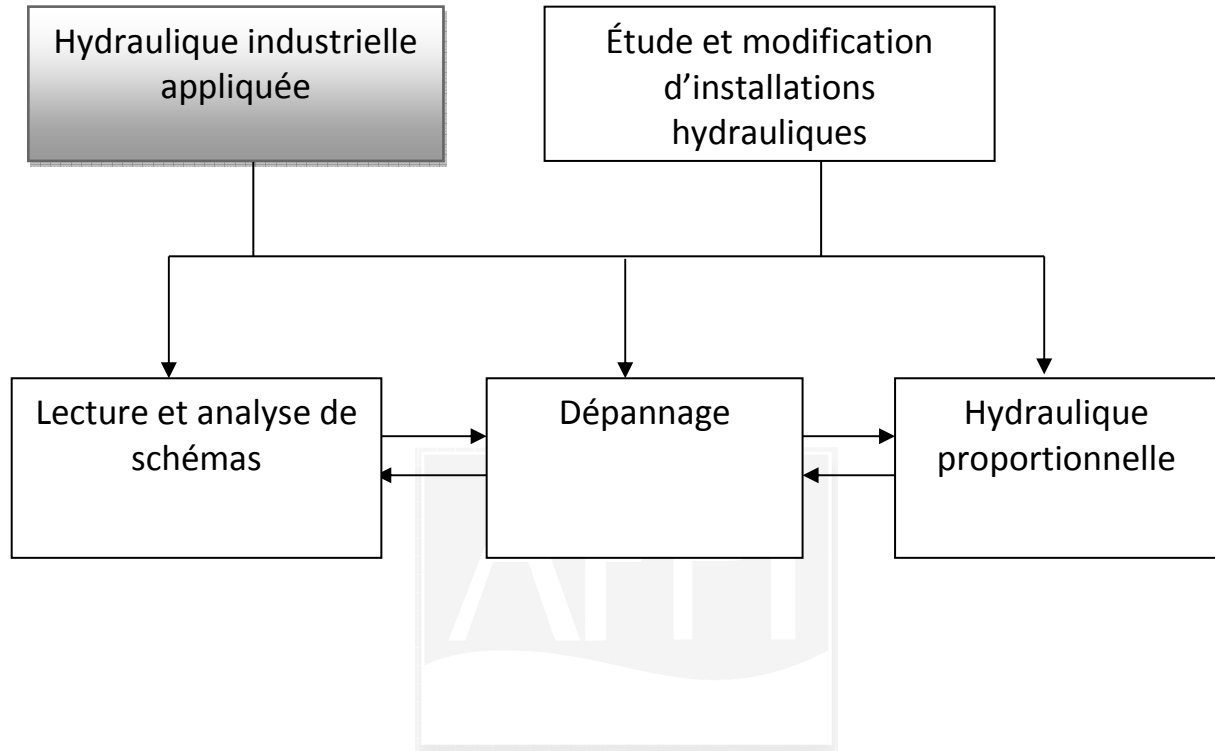 Hydraulique industrielle
appliquée
Étude et modification
d’installations
hydrauliques
Lecture et analyse de
schémas
Dépannage
Hydraulique
proportionnelle